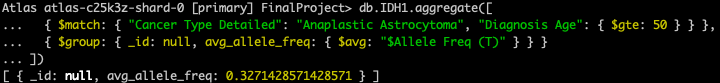 Atlas atlas-c25k3z-shard-0 [primary] FinalProject> db.IDH1.aggregate([
...   { $match: { "Cancer Type Detailed": "Anaplastic Astrocytoma", "Diagnosis Age": { $gte: 50 } } },
...   { $group: { _id: null, avg_allele_freq: { $avg: "$Allele Freq (T)" } } }
... ])
[ { _id: null, avg_allele_freq: 0.3271428571428571 } ]